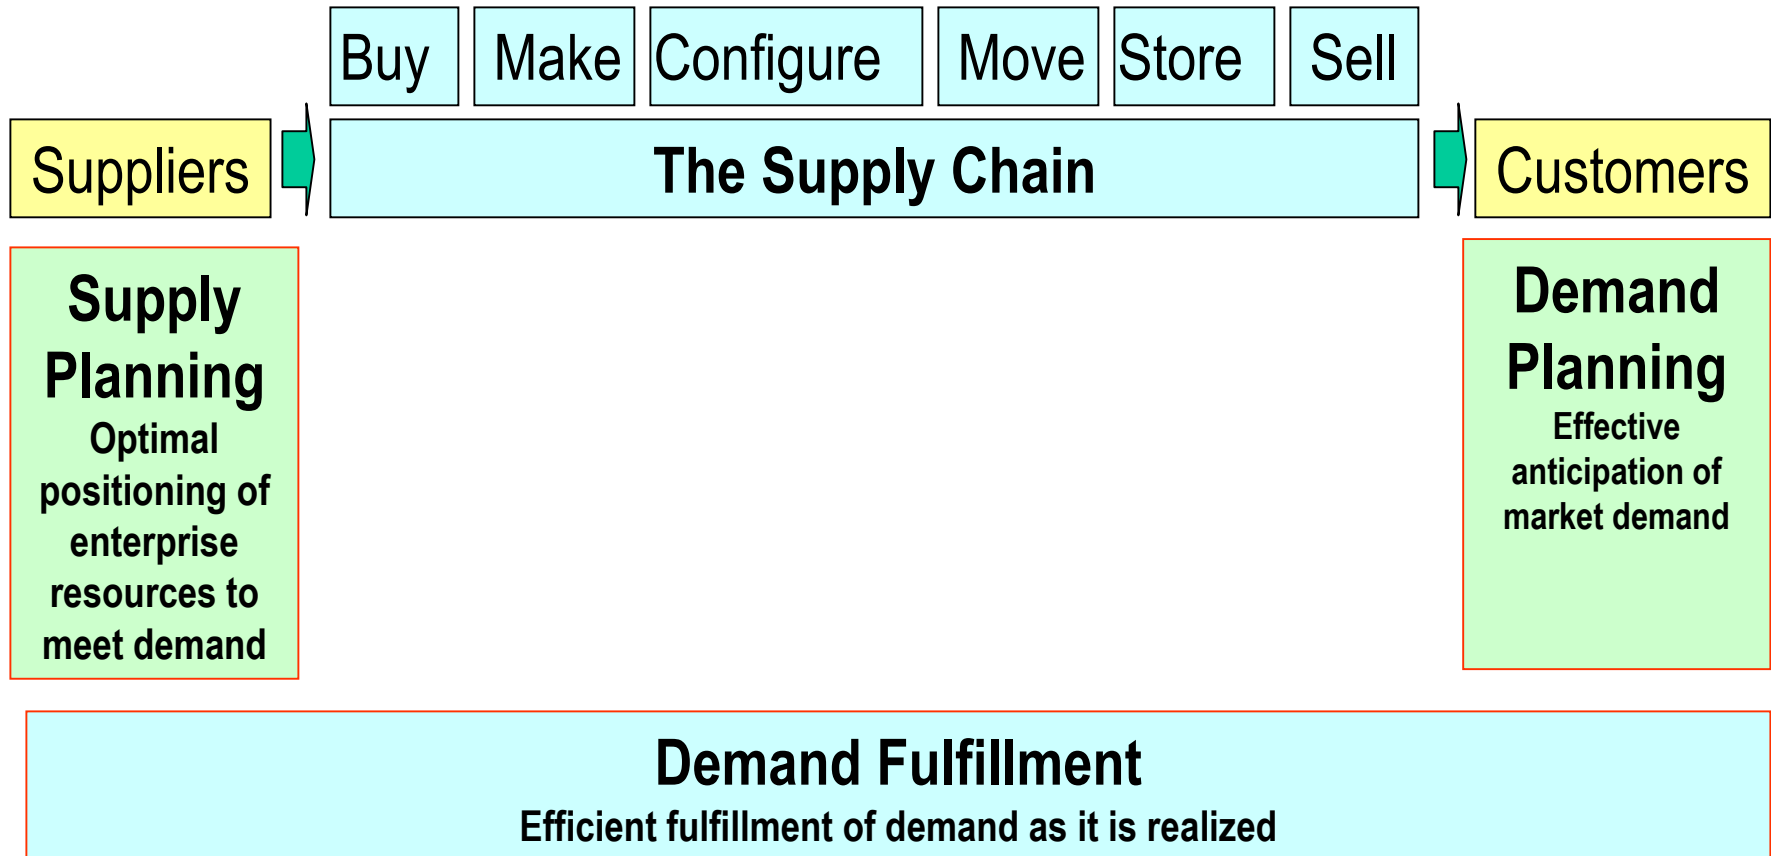 Buy Make Configure Move Store Sell
Suppliers The Supply Chain Customers
Supply
Planning
Optimal
positioning of
enterprise
resources to
meet demand
Demand
Planning
Effective
anticipation of
market demand
Demand Fulfillment
Efficient fulfillment of demand as it is realized